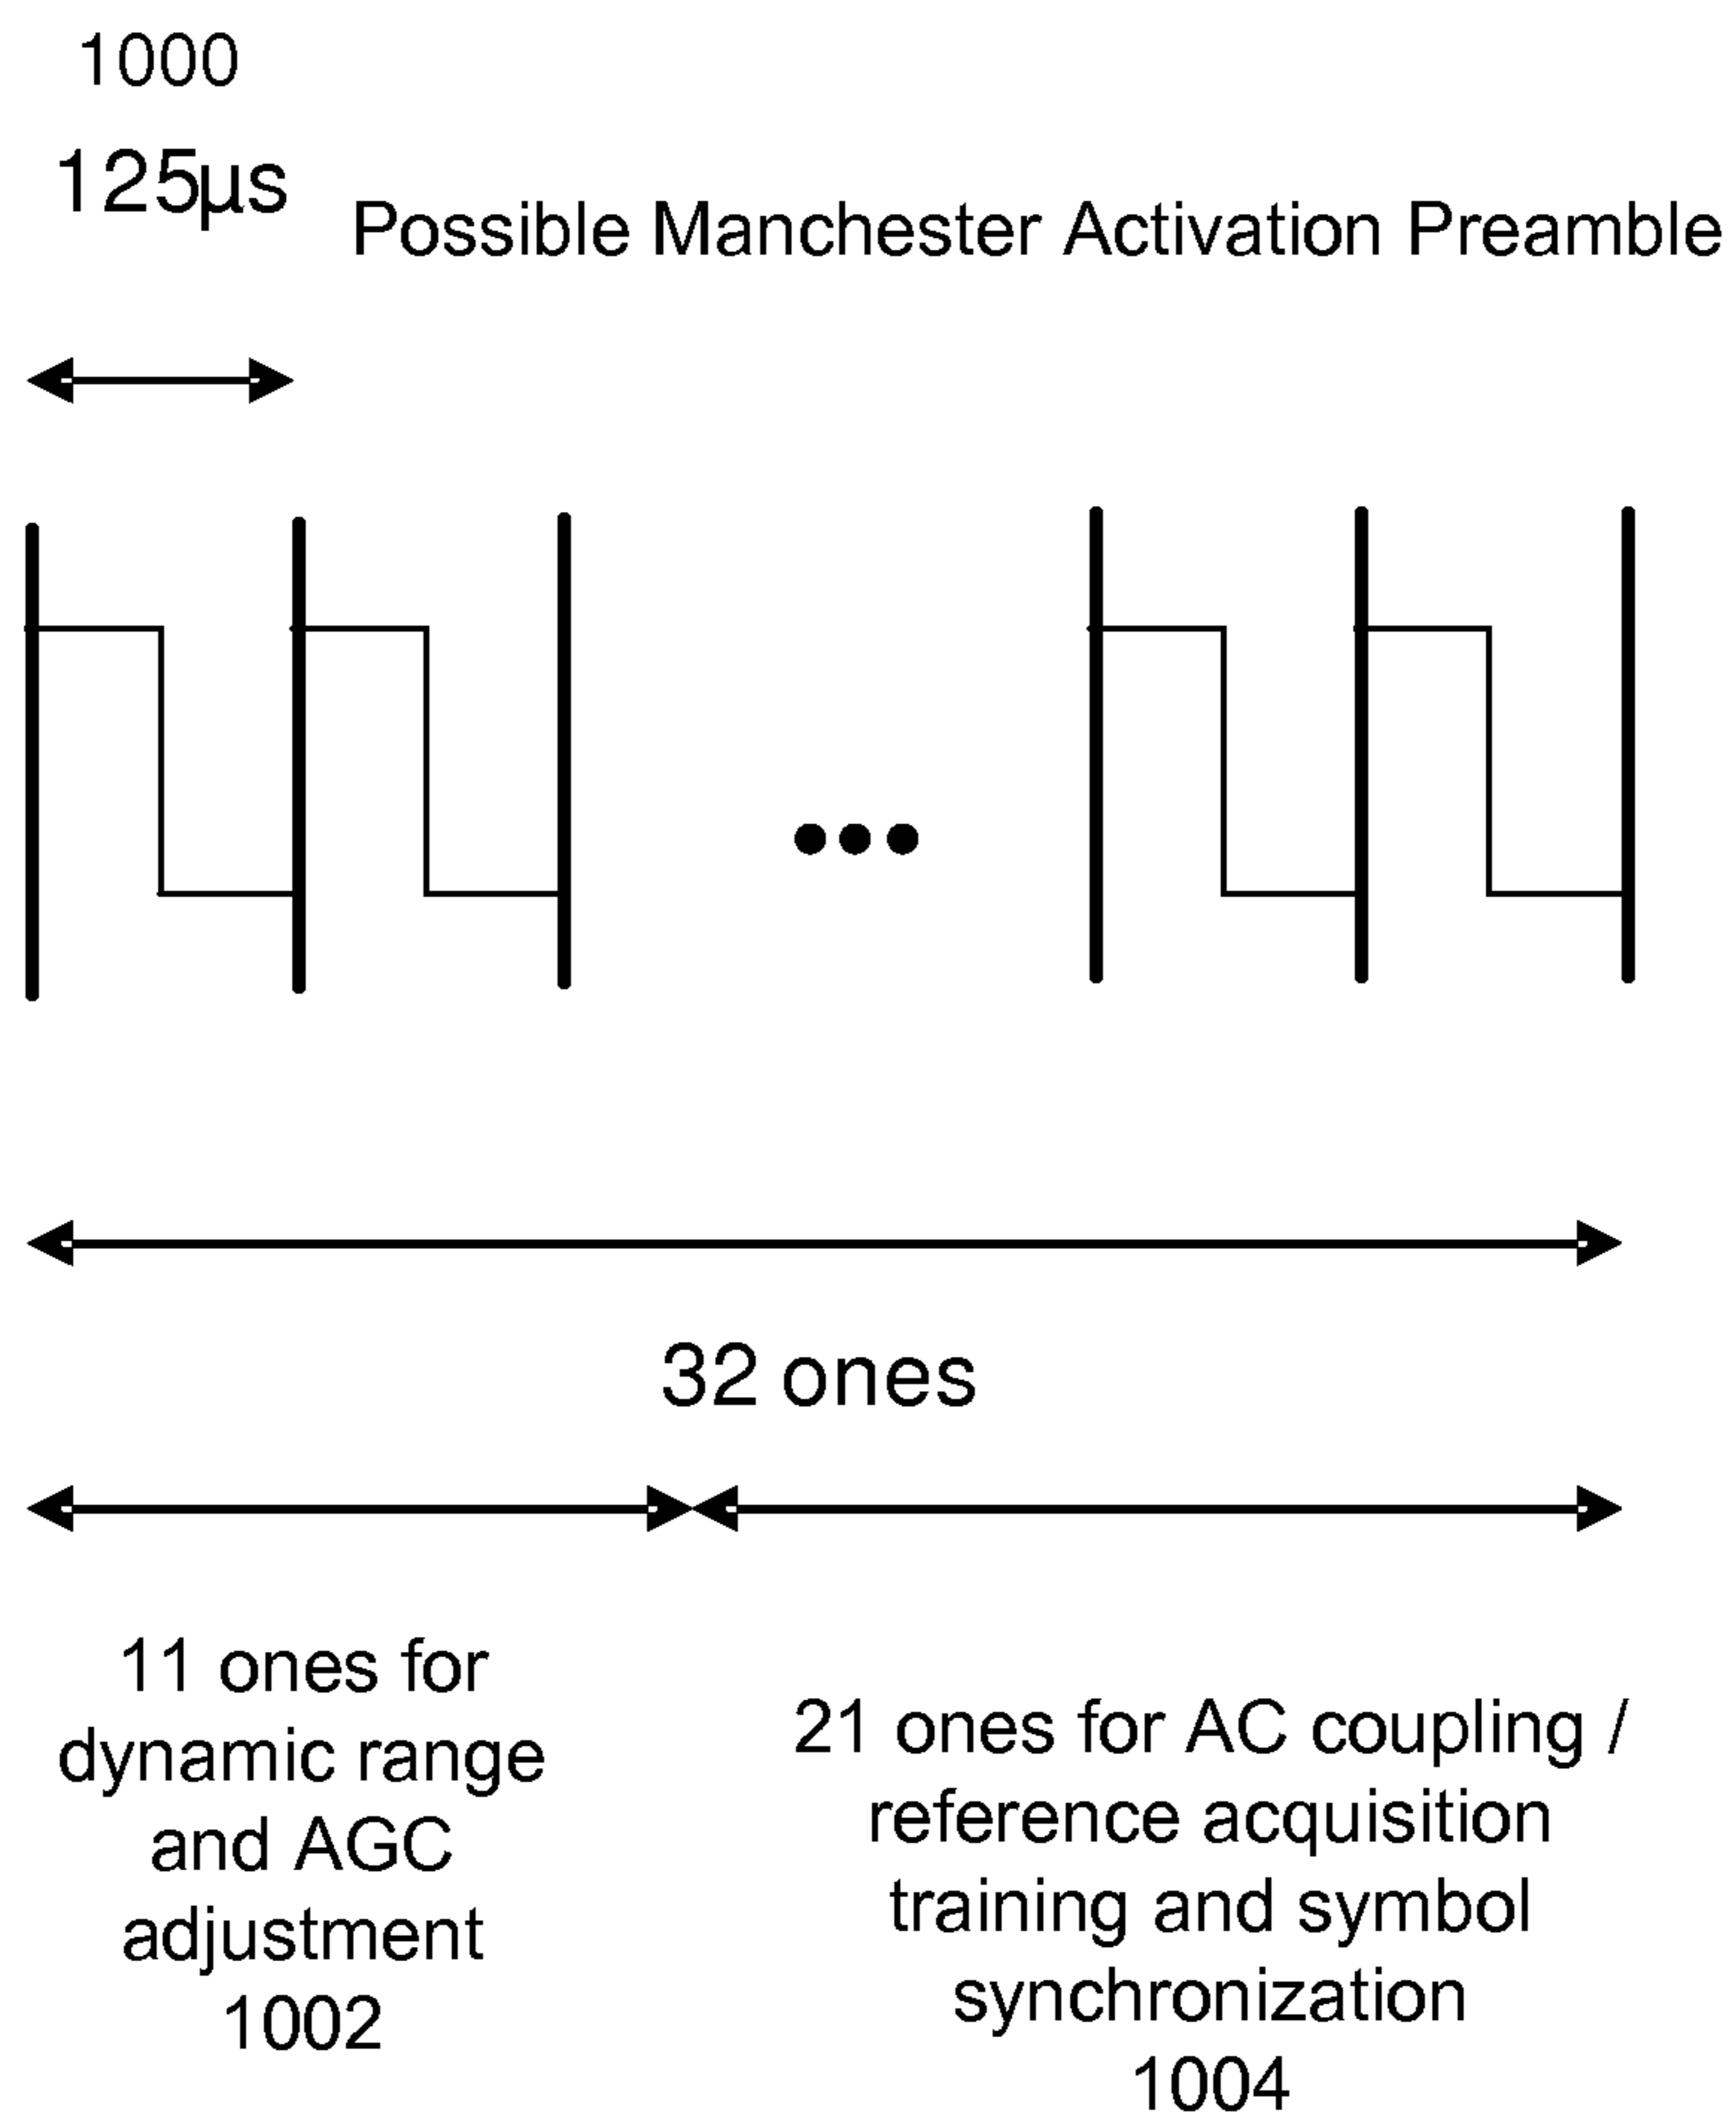 1000
125µs
Possible Manchester Activation Preamble
32 ones
11 ones for
dynamic range
and AGC
adjustment
1002
21 ones for AC coupling /
reference acquisition
training and symbol
synchronization
1004